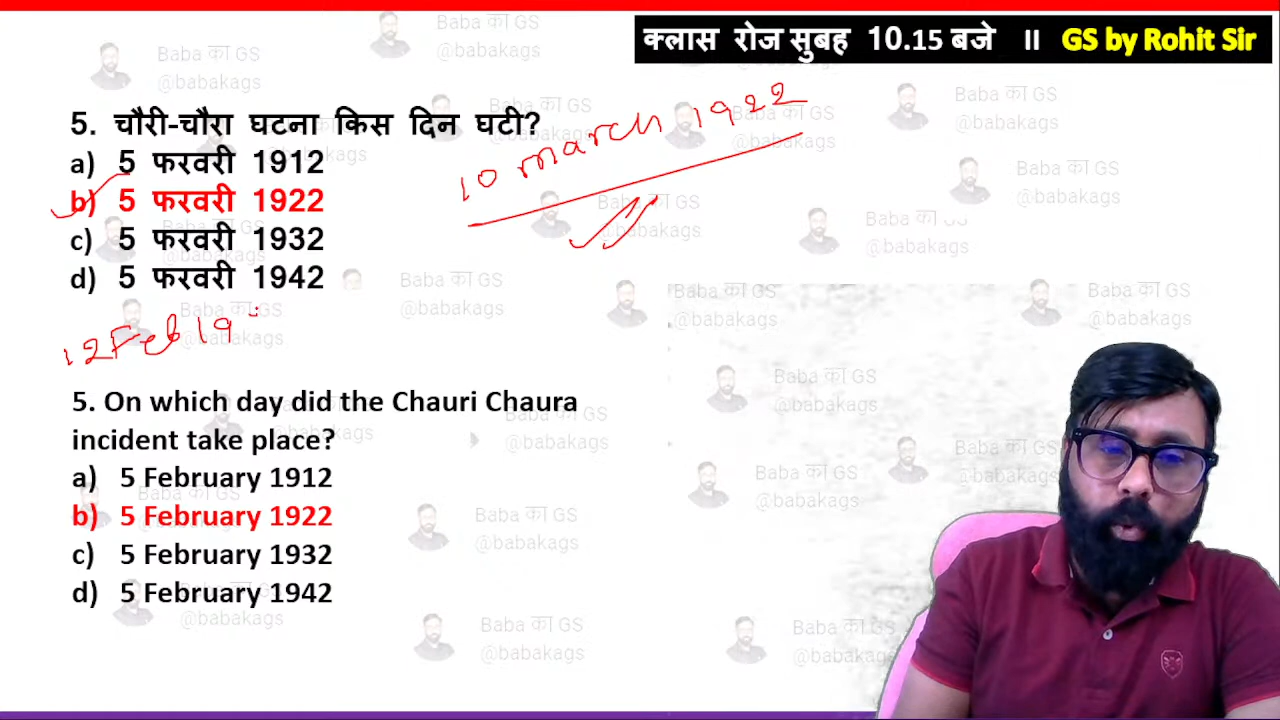 क्लास रोज सुबह 10.15 बजे II GS by Rohit Sir
5. चौरी-चौरा घटना किस दिन घटी?
a) 5 फरवरी 1912
b) 5 फरवरी 1922
c) 5 फरवरी 1932
d) 5 फरवरी 1942
10 march 1922
12 Feb 19
5. On which day did the Chauri Chaura
incident take place?
a) 5 February 1912
b) 5 February 1922
c) 5 February 1932
d) 5 February 1942
Baba का GS
@babakags